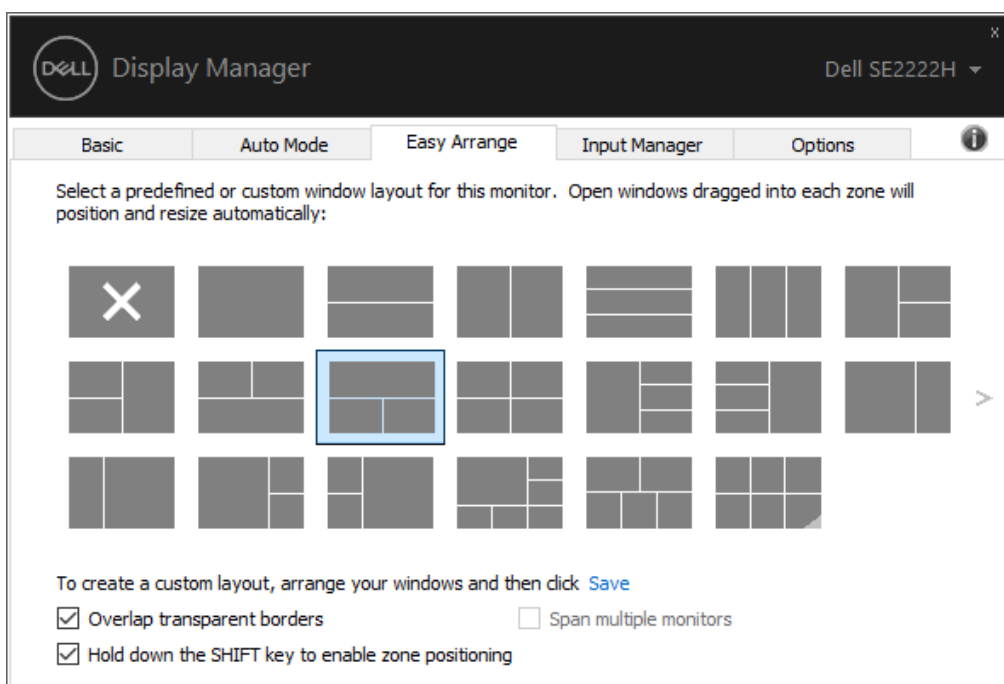 x
DELL Display Manager Dell SE2222H
Basic Auto Mode Easy Arrange Input Manager Options
Select a predefined or custom window layout for this monitor. Open windows dragged into each zone will
position and resize automatically:
>
To create a custom layout, arrange your windows and then click Save
Overlap transparent borders Span multiple monitors
Hold down the SHIFT key to enable zone positioning